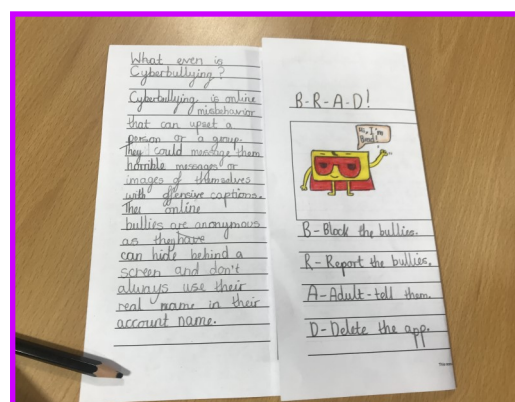 What even is
Cyberbullying?
Cyberbullying is online
misbehavior
that can upset a
person or a group.
They could message them
horrible messages or
images of themselves
with offensive captions.
The online
bullies are anonymous
as they have
can hide behind a
screen and don't
always use their
real name in their
account name.
B-R-A-D!
Hi, I'm
Brad!
B-Block the bullies.
R-Report the bullies.
A-Adult-tell them.
D-Delete the app.